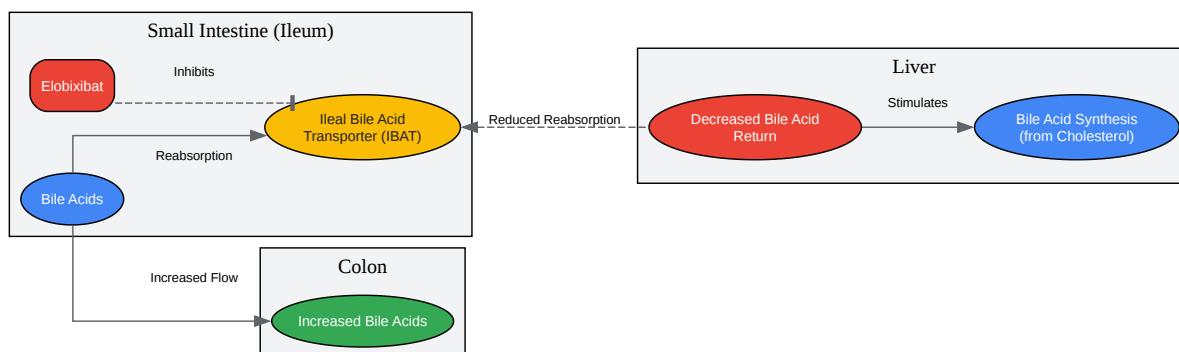 Small Intestine (Ileum)
Elobixibat
Inhibits
Ileal Bile Acid
Transporter (IBAT)
Reabsorption
Bile Acids
Increased Flow
Colon
Increased Bile Acids
Reduced Reabsorption
Liver
Decreased Bile Acid
Return
Stimulates
Bile Acid Synthesis
(from Cholesterol)